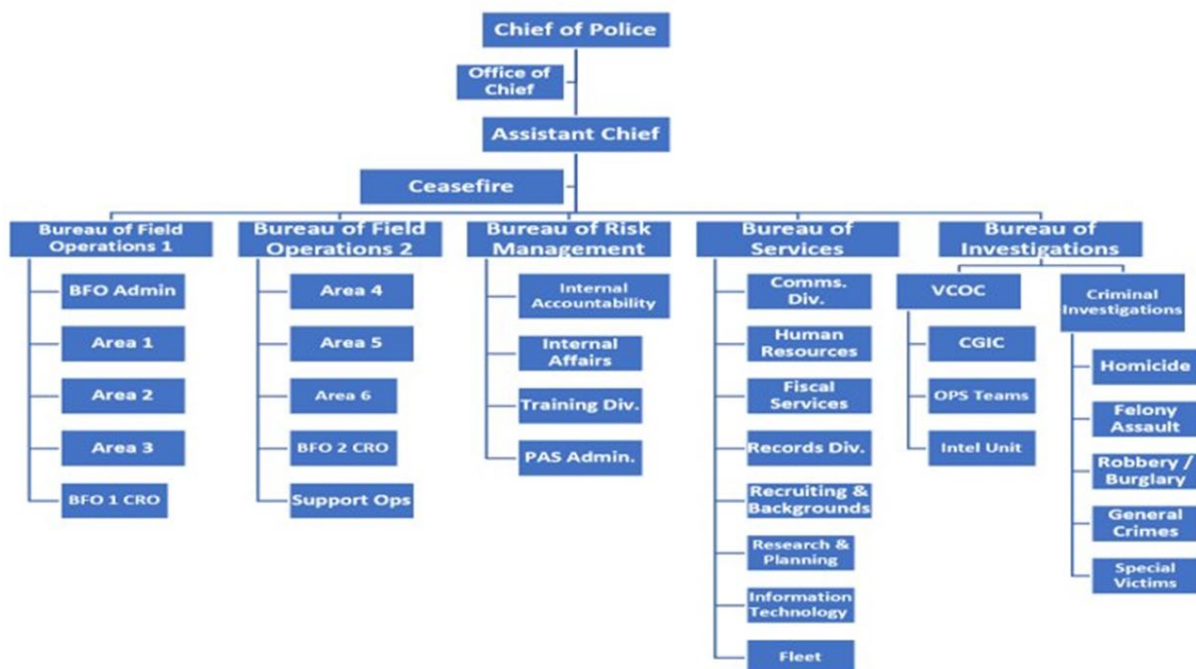 Chief of Police
Office of
Chief
Assistant Chief
Ceasefire
Bureau of Field
Operations 1
BFO Admin
Area 1
Area 2
Area 3
BFO 1 CRO
Bureau of Field
Operations 2
Area 4
Area 5
Area 6
BFO 2 CRO
Support Ops
Bureau of Risk
Management
Internal
Accountability
Internal
Affairs
Training Div.
PAS Admin.
Bureau of
Services
Comms.
Div.
Human
Resources
Fiscal
Services
Records Div.
Recruiting &
Backgrounds
Research &
Planning
Information
Technology
Fleet
Bureau of
Investigations
VCOC
CGIC
OPS Teams
Intel Unit
Criminal
Investigations
Homicide
Felony
Assault
Robbery /
Burglary
General
Crimes
Special
Victims